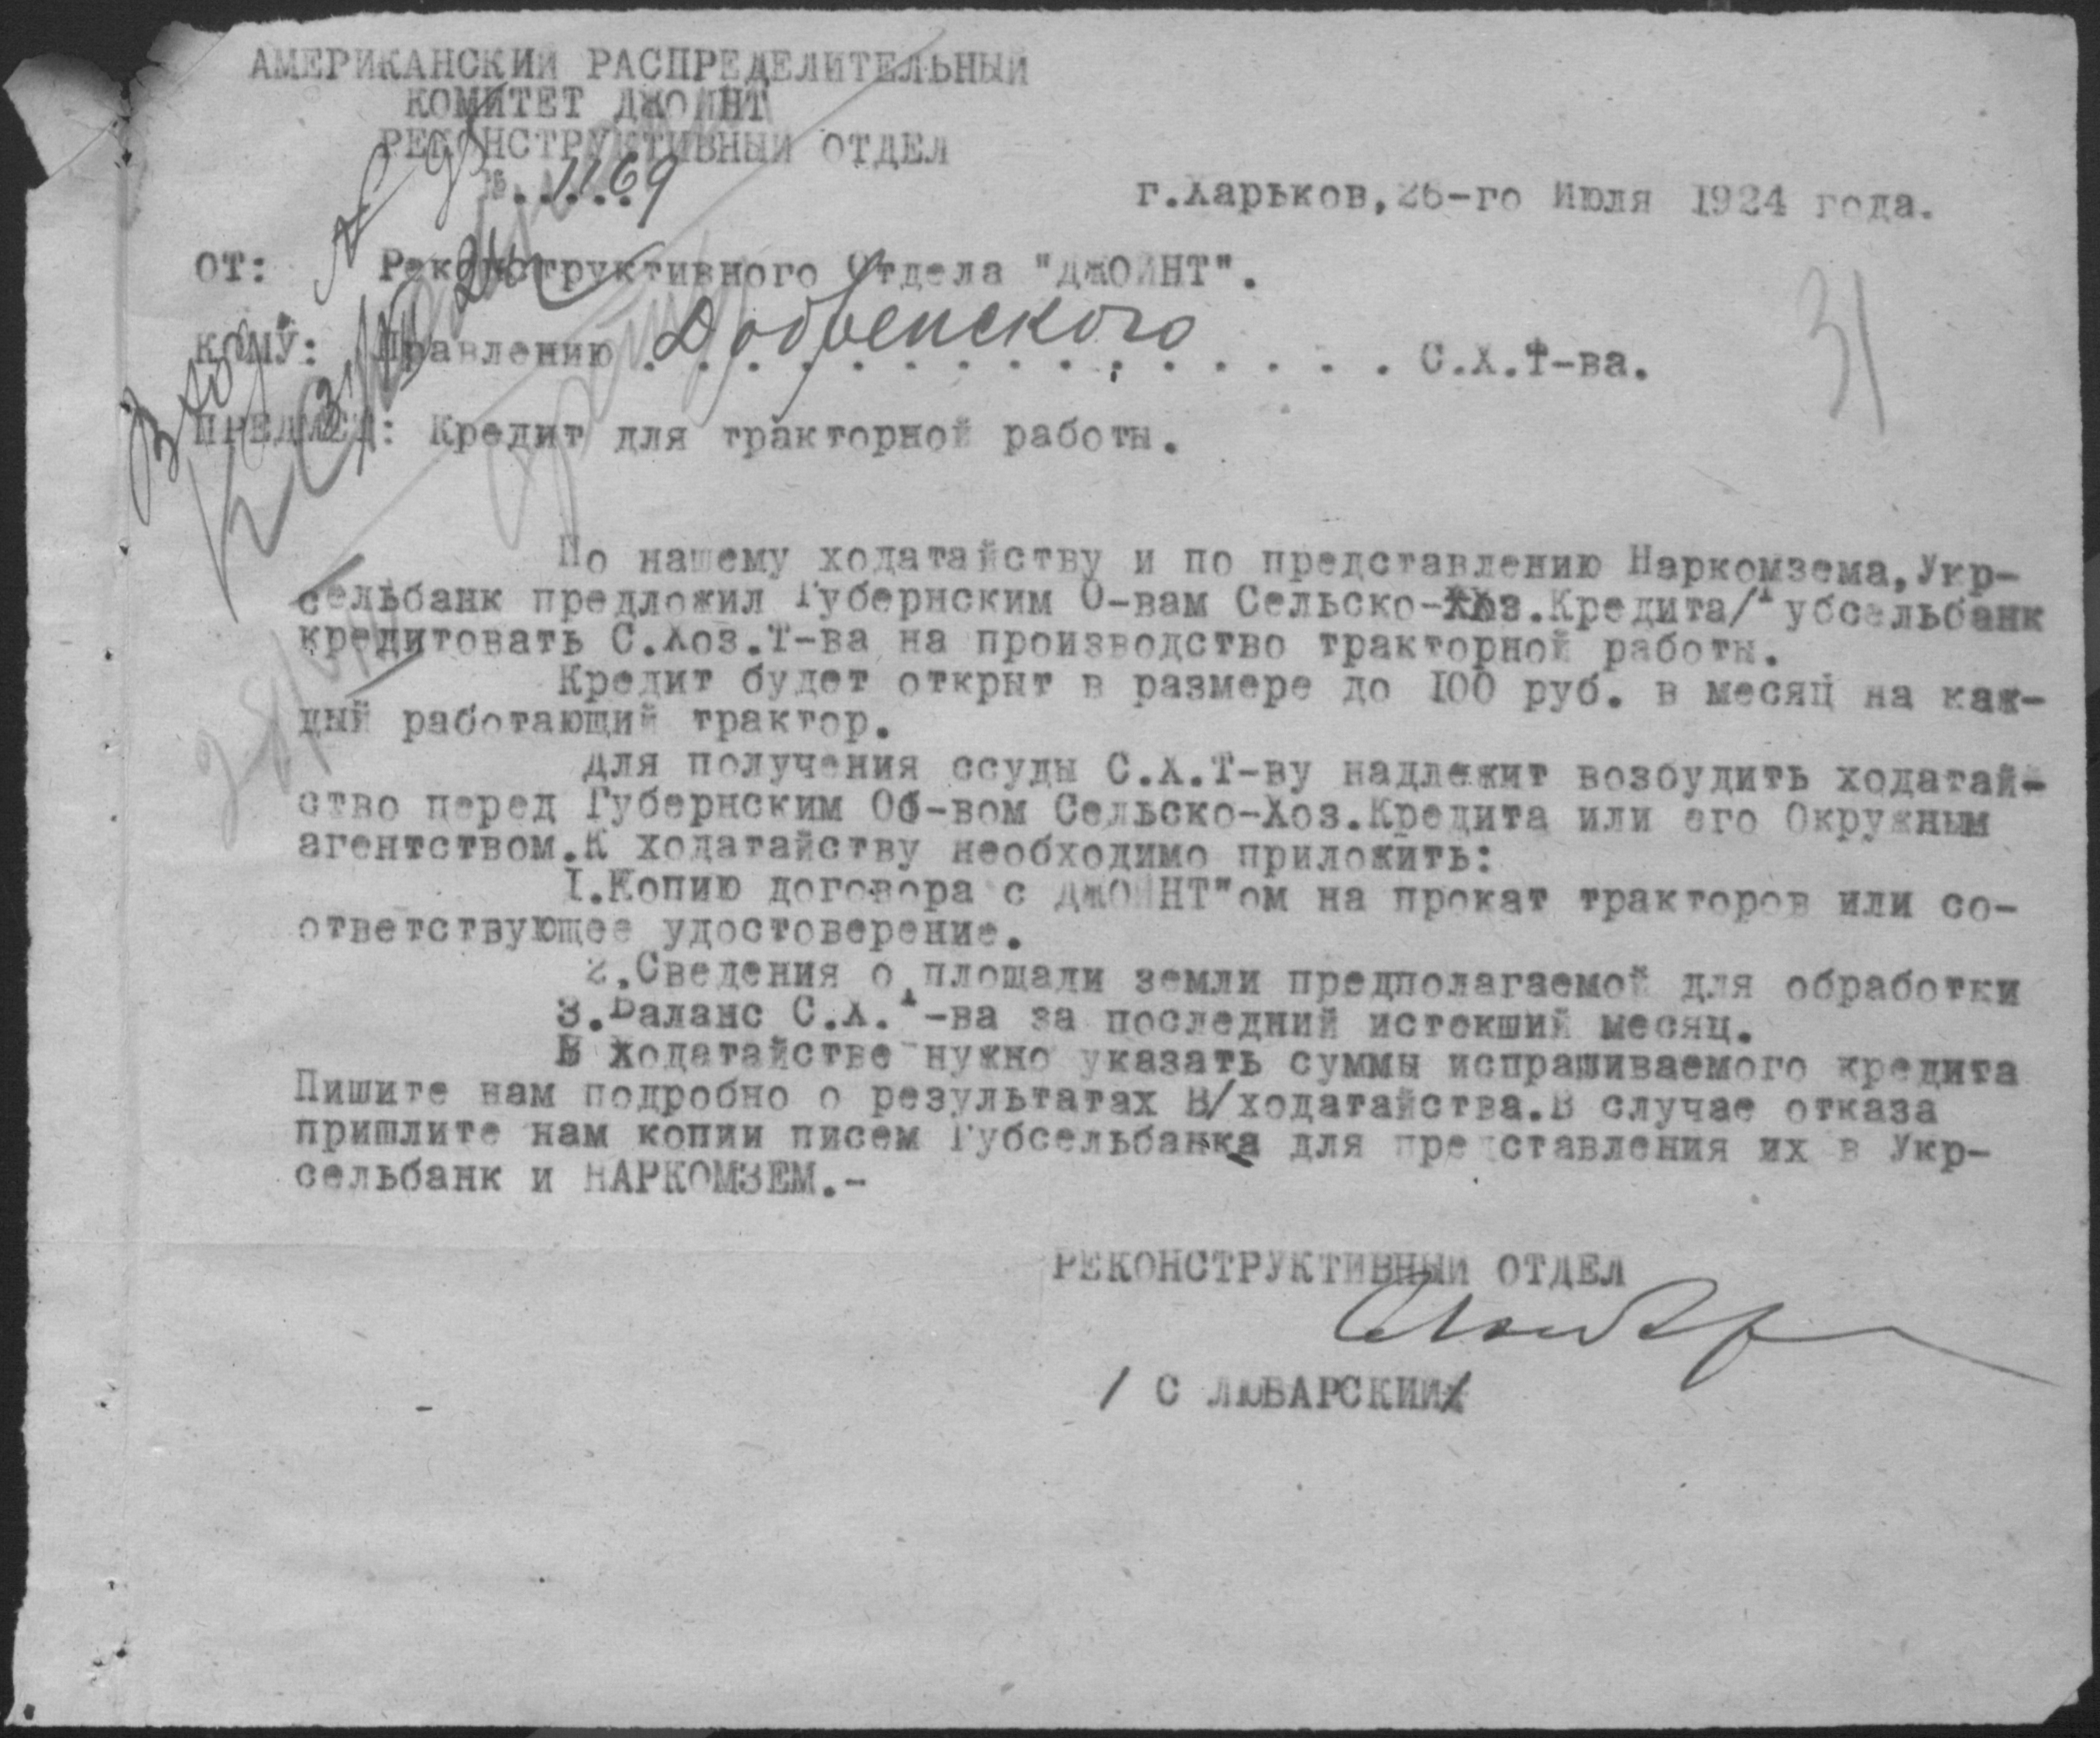 АМЕРИКАНСКИЙ РАСПРЕДЕЛИТЕЛЬНЫЙ
КОМИТЕТ ДЖОИНТ
РЕКОНСТРУКТИВНЫЙ ОТДЕЛ
№ 1169
г.Харьков, 26-го Июля 1924 года.
ОТ: Реконструктивного Отдела "ДЖОИНТ".
31
КОМУ: Правлению . Добренского . С.Х.Т-ва.
ПРЕДМЕТ: Кредит для тракторной работы.
По нашему ходатайству и по представлению Наркомзема, Укр-
сельбанк предложил Губернским О-вам Сельско-Хоз.Кредита/Губсельбанк
кредитовать С.Хоз.Т-ва на производство тракторной работы.
Кредит будет открыт в размере до 100 руб. в месяц на каж-
дый работающий трактор.
Для получения ссуды С.Х.Т-ву надлежит возбудить ходатай-
ство перед Губернским Об-вом Сельско-Хоз.Кредита или его Окружным
агентством.К ходатайству необходимо приложить:
1.Копию договора с ДЖОИНТ"ом на прокат тракторов или со-
ответствующее удостоверение.
2.Сведения о площади земли предполагаемой для обработки
3.Баланс С.Х.Т-ва за последний истекший месяц.
В ходатайстве нужно указать суммы испрашиваемого кредита
Пишите нам подробно о результатах В/ходатайства.В случае отказа
пришлите нам копии писем Губсельбанка для представления их в Укр-
сельбанк и НАРКОМЗЕМ.-
РЕКОНСТРУКТИВНЫЙ ОТДЕЛ
/ С ЛЮБАРСКИЙ/